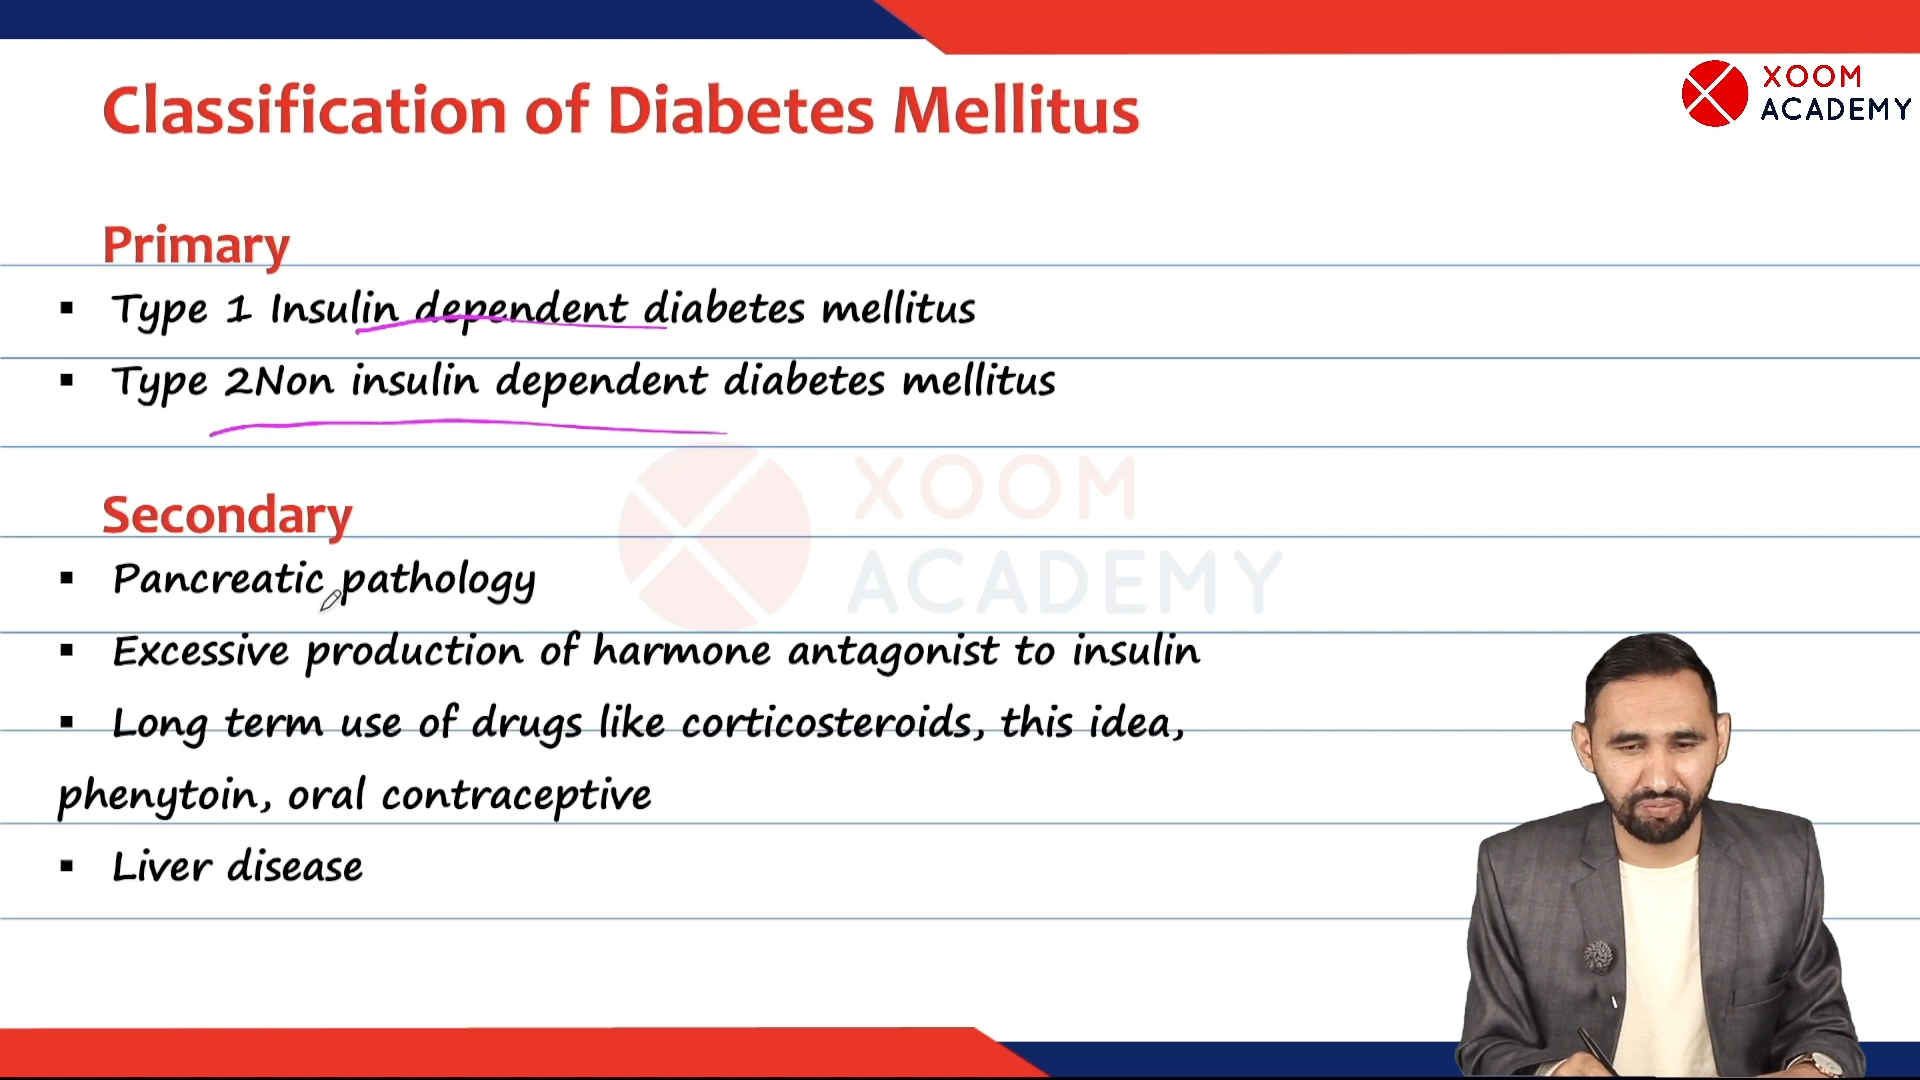 XOOM
ACADEMY
Classification of Diabetes Mellitus
Primary
▪ Type 1 Insulin dependent diabetes mellitus
▪ Type 2Non insulin dependent diabetes mellitus
Secondary
▪ Pancreatic pathology
▪ Excessive production of harmone antagonist to insulin
▪ Long term use of drugs like corticosteroids, this idea,
phenytoin, oral contraceptive
▪ Liver disease
XOOM
ACADEMY